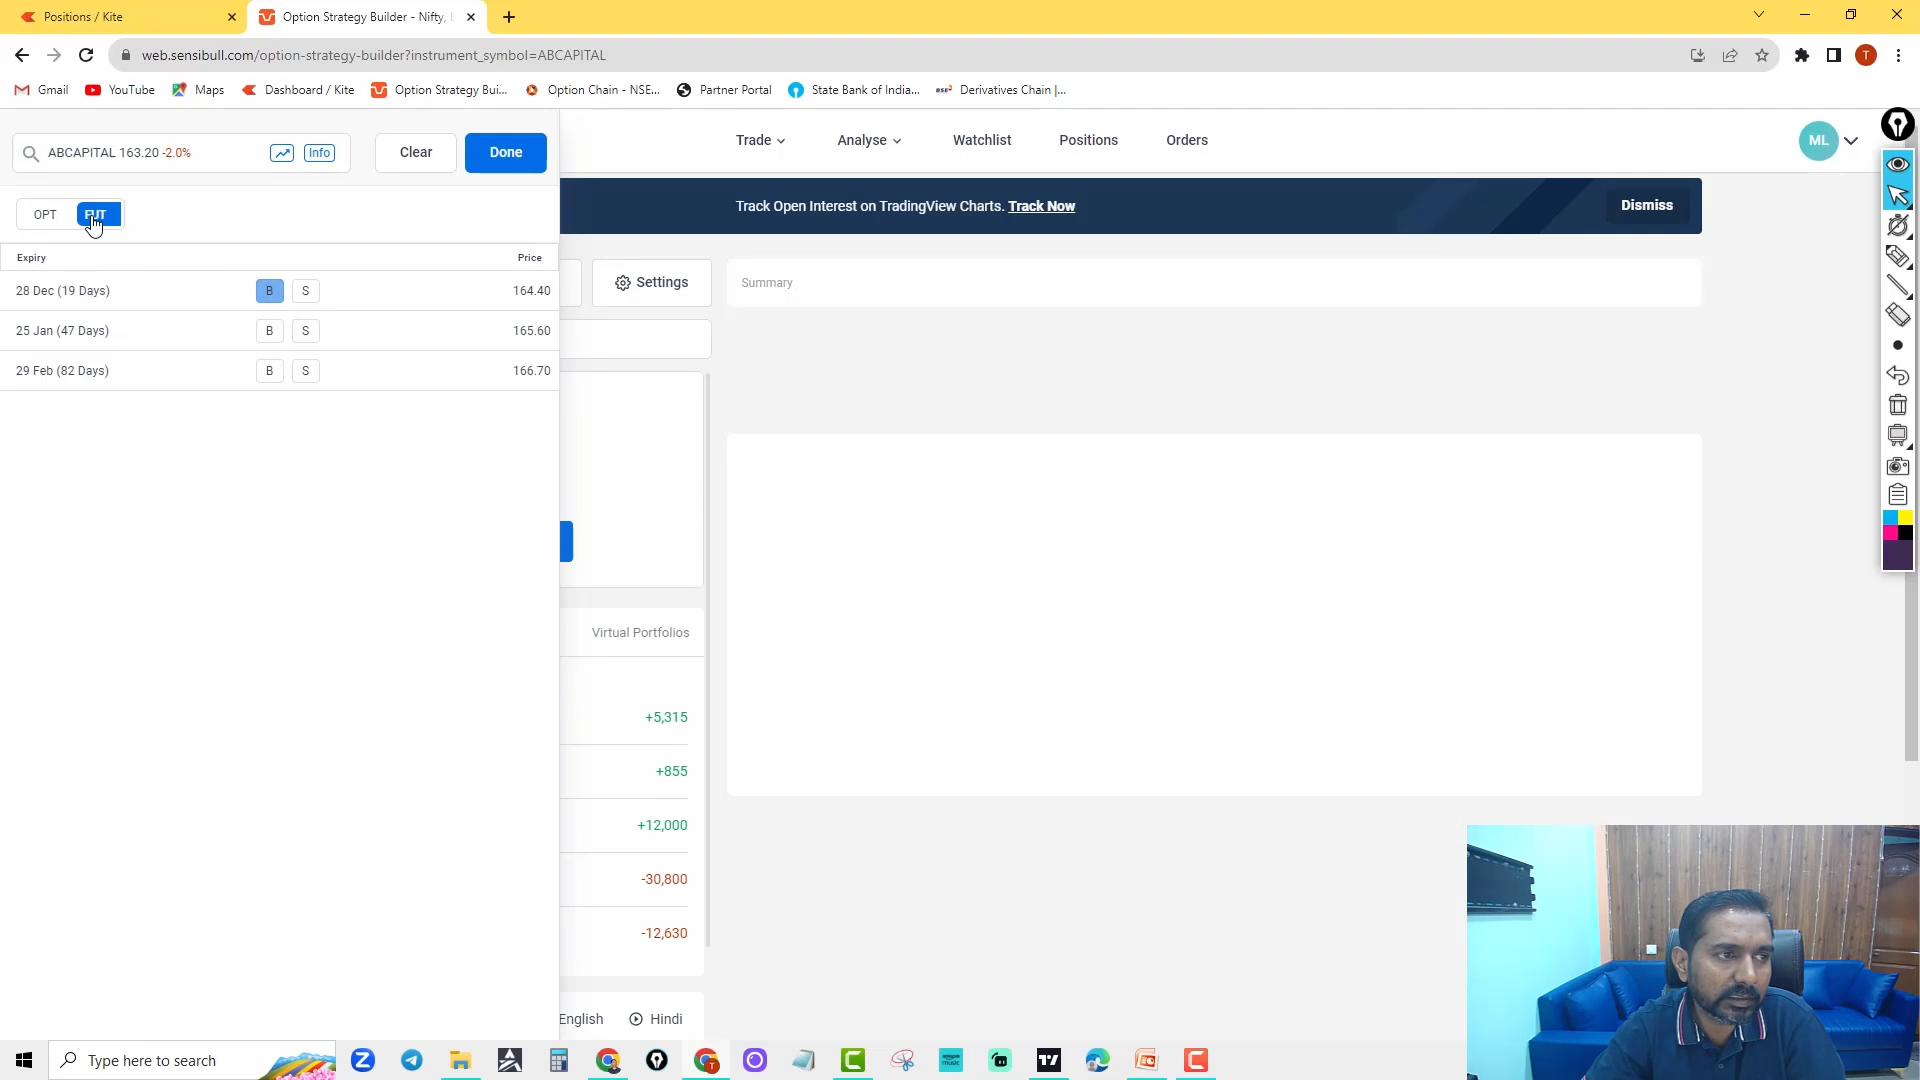 Positions / Kite
Option Strategy Builder - Nifty,
web.sensibull.com/option-strategy-builder?instrument_symbol=ABCAPITAL
T
Gmail
YouTube
Maps
Dashboard / Kite
Option Strategy Bui...
Option Chain - NSE...
Partner Portal
State Bank of India...
Derivatives Chain |...
ABCAPITAL 163.20 -2.0%
Info
Clear
Done
Trade
Analyse
Watchlist
Positions
Orders
ML
OPT
FUT
Track Open Interest on TradingView Charts. Track Now
Dismiss
Expiry
Price
28 Dec (19 Days)
B
S
164.40
25 Jan (47 Days)
B
S
165.60
29 Feb (82 Days)
B
S
166.70
Settings
Summary
Virtual Portfolios
+5,315
+855
+12,000
-30,800
-12,630
English
Hindi
Type here to search